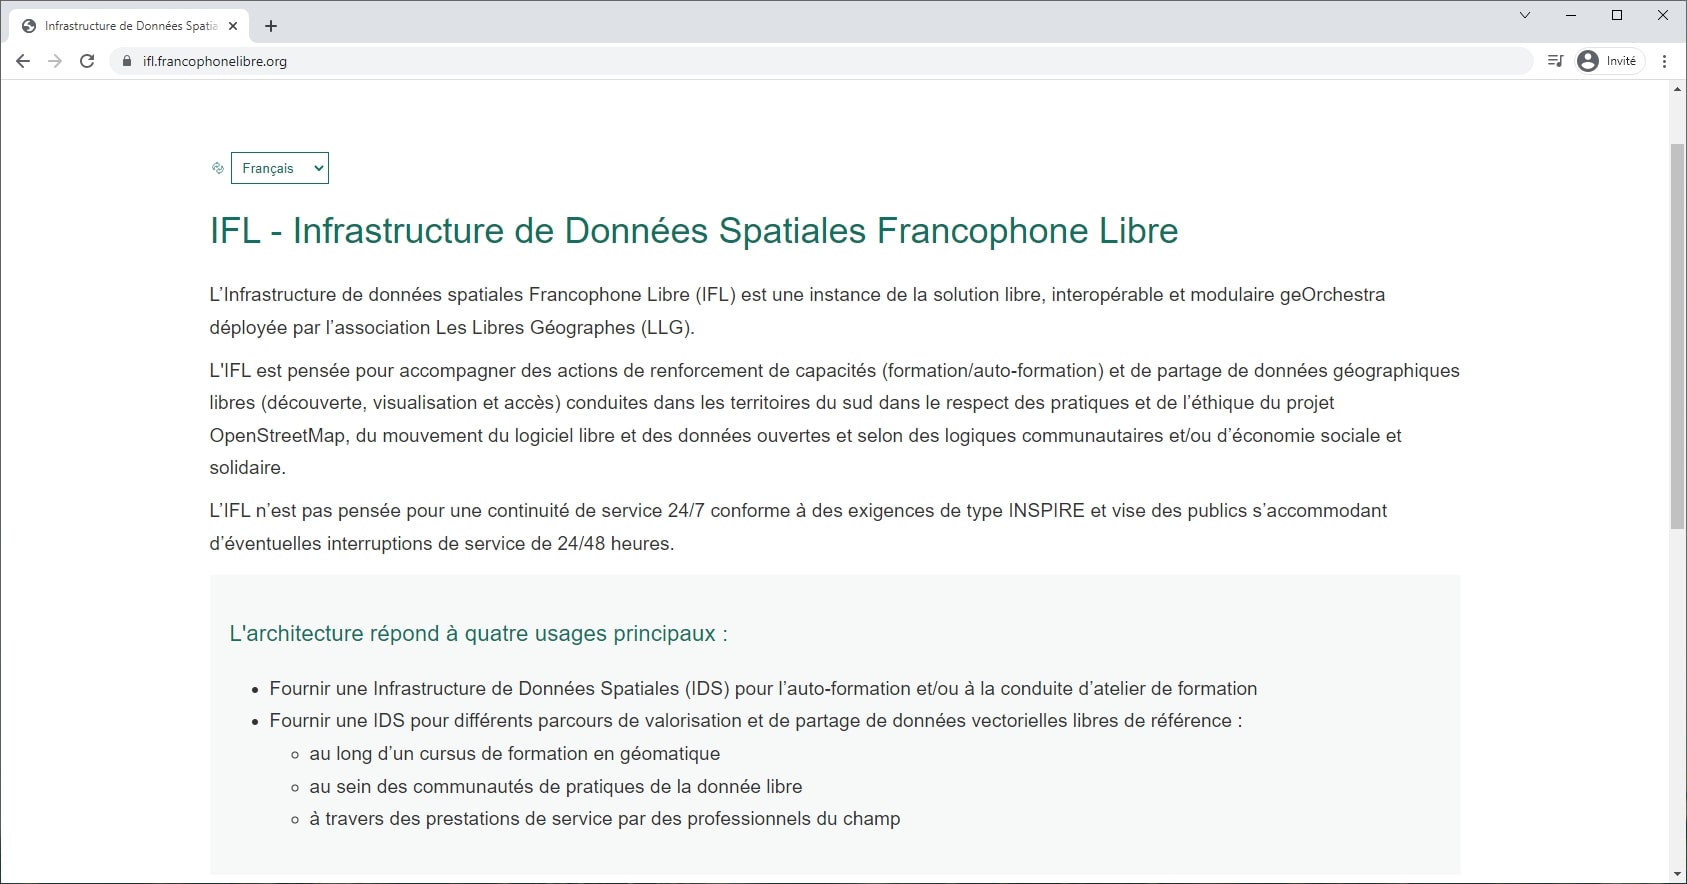 Infrastructure de Données Spatia
ifl.francophonelibre.org
Invité
Français
IFL - Infrastructure de Données Spatiales Francophone Libre
L’Infrastructure de données spatiales Francophone Libre (IFL) est une instance de la solution libre, interopérable et modulaire geOrchestra
déployée par l’association Les Libres Géographes (LLG).
L'IFL est pensée pour accompagner des actions de renforcement de capacités (formation/auto-formation) et de partage de données géographiques
libres (découverte, visualisation et accès) conduites dans les territoires du sud dans le respect des pratiques et de l’éthique du projet
OpenStreetMap, du mouvement du logiciel libre et des données ouvertes et selon des logiques communautaires et/ou d’économie sociale et
solidaire.
L’IFL n’est pas pensée pour une continuité de service 24/7 conforme à des exigences de type INSPIRE et vise des publics s’accommodant
d’éventuelles interruptions de service de 24/48 heures.
L'architecture répond à quatre usages principaux :
• Fournir une Infrastructure de Données Spatiales (IDS) pour l’auto-formation et/ou à la conduite d’atelier de formation
• Fournir une IDS pour différents parcours de valorisation et de partage de données vectorielles libres de référence :
◦ au long d’un cursus de formation en géomatique
◦ au sein des communautés de pratiques de la donnée libre
◦ à travers des prestations de service par des professionnels du champ